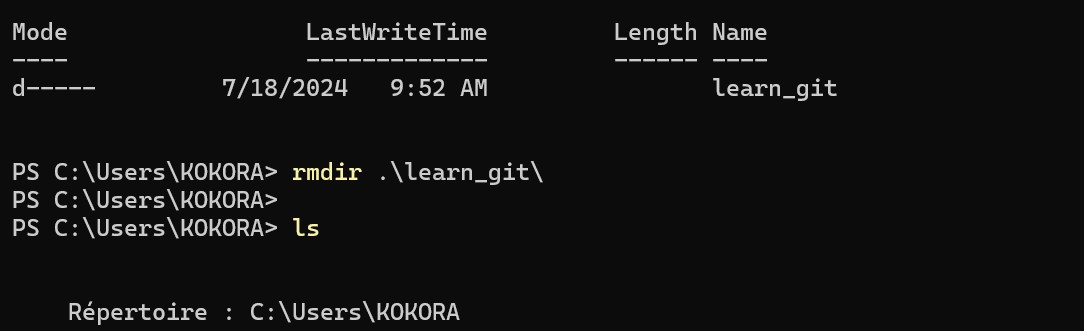 Mode                 LastWriteTime         Length Name
----                 -------------         ------ ----
d-----         7/18/2024   9:52 AM                learn_git
PS C:\Users\KOKORA> rmdir .\learn_git\
PS C:\Users\KOKORA>
PS C:\Users\KOKORA> ls
    Répertoire : C:\Users\KOKORA